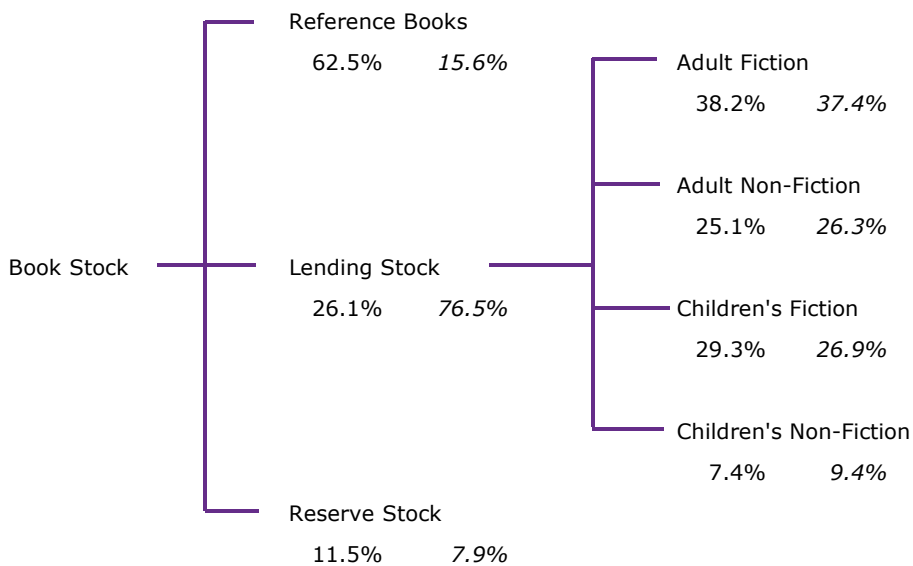 Reference Books
62.5% 15.6%
Adult Fiction
38.2% 37.4%
Adult Non-Fiction
25.1% 26.3%
Book Stock
Lending Stock
26.1% 76.5%
Children's Fiction
29.3% 26.9%
Children's Non-Fiction
7.4% 9.4%
Reserve Stock
11.5% 7.9%